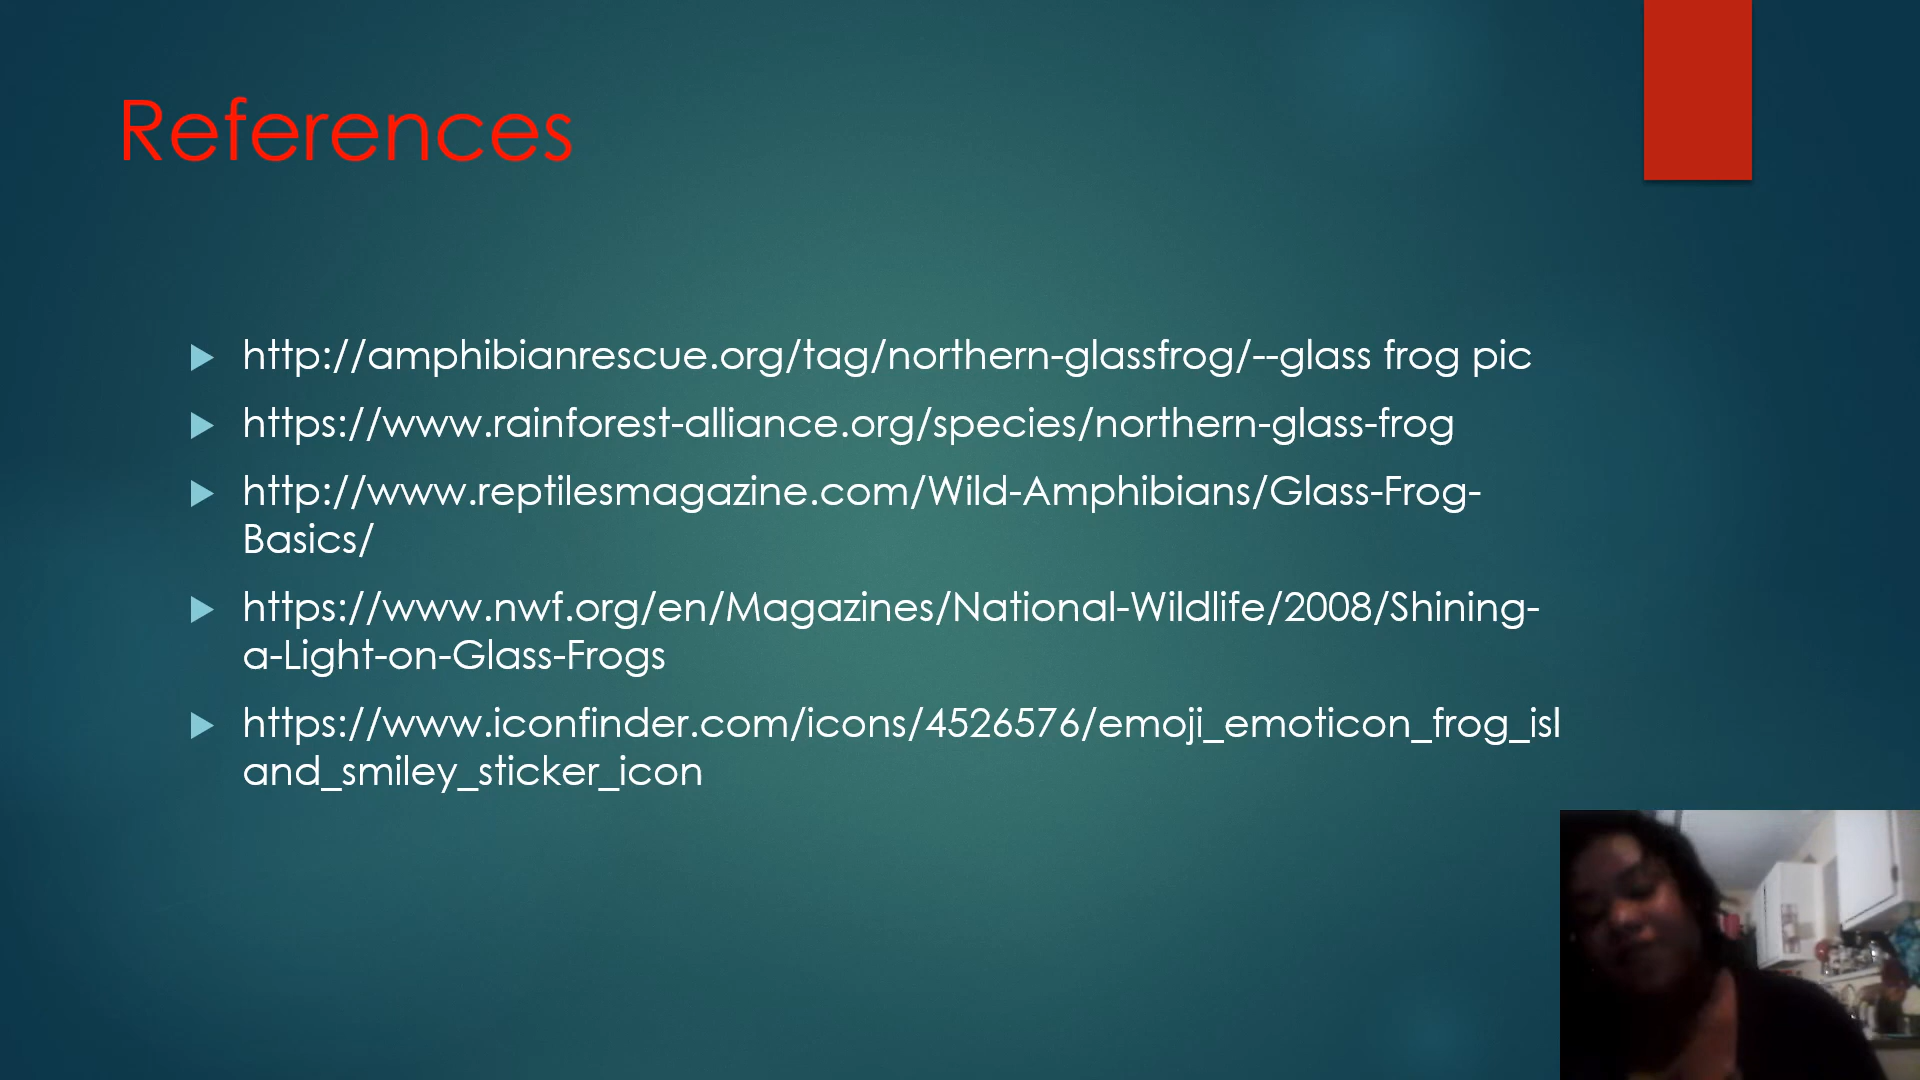 References
http://amphibianrescue.org/tag/northern-glassfrog/--glass frog pic
https://www.rainforest-alliance.org/species/northern-glass-frog
http://www.reptilesmagazine.com/Wild-Amphibians/Glass-Frog-
Basics/
https://www.nwf.org/en/Magazines/National-Wildlife/2008/Shining-
a-Light-on-Glass-Frogs
https://www.iconfinder.com/icons/4526576/emoji_emoticon_frog_isl
and_smiley_sticker_icon